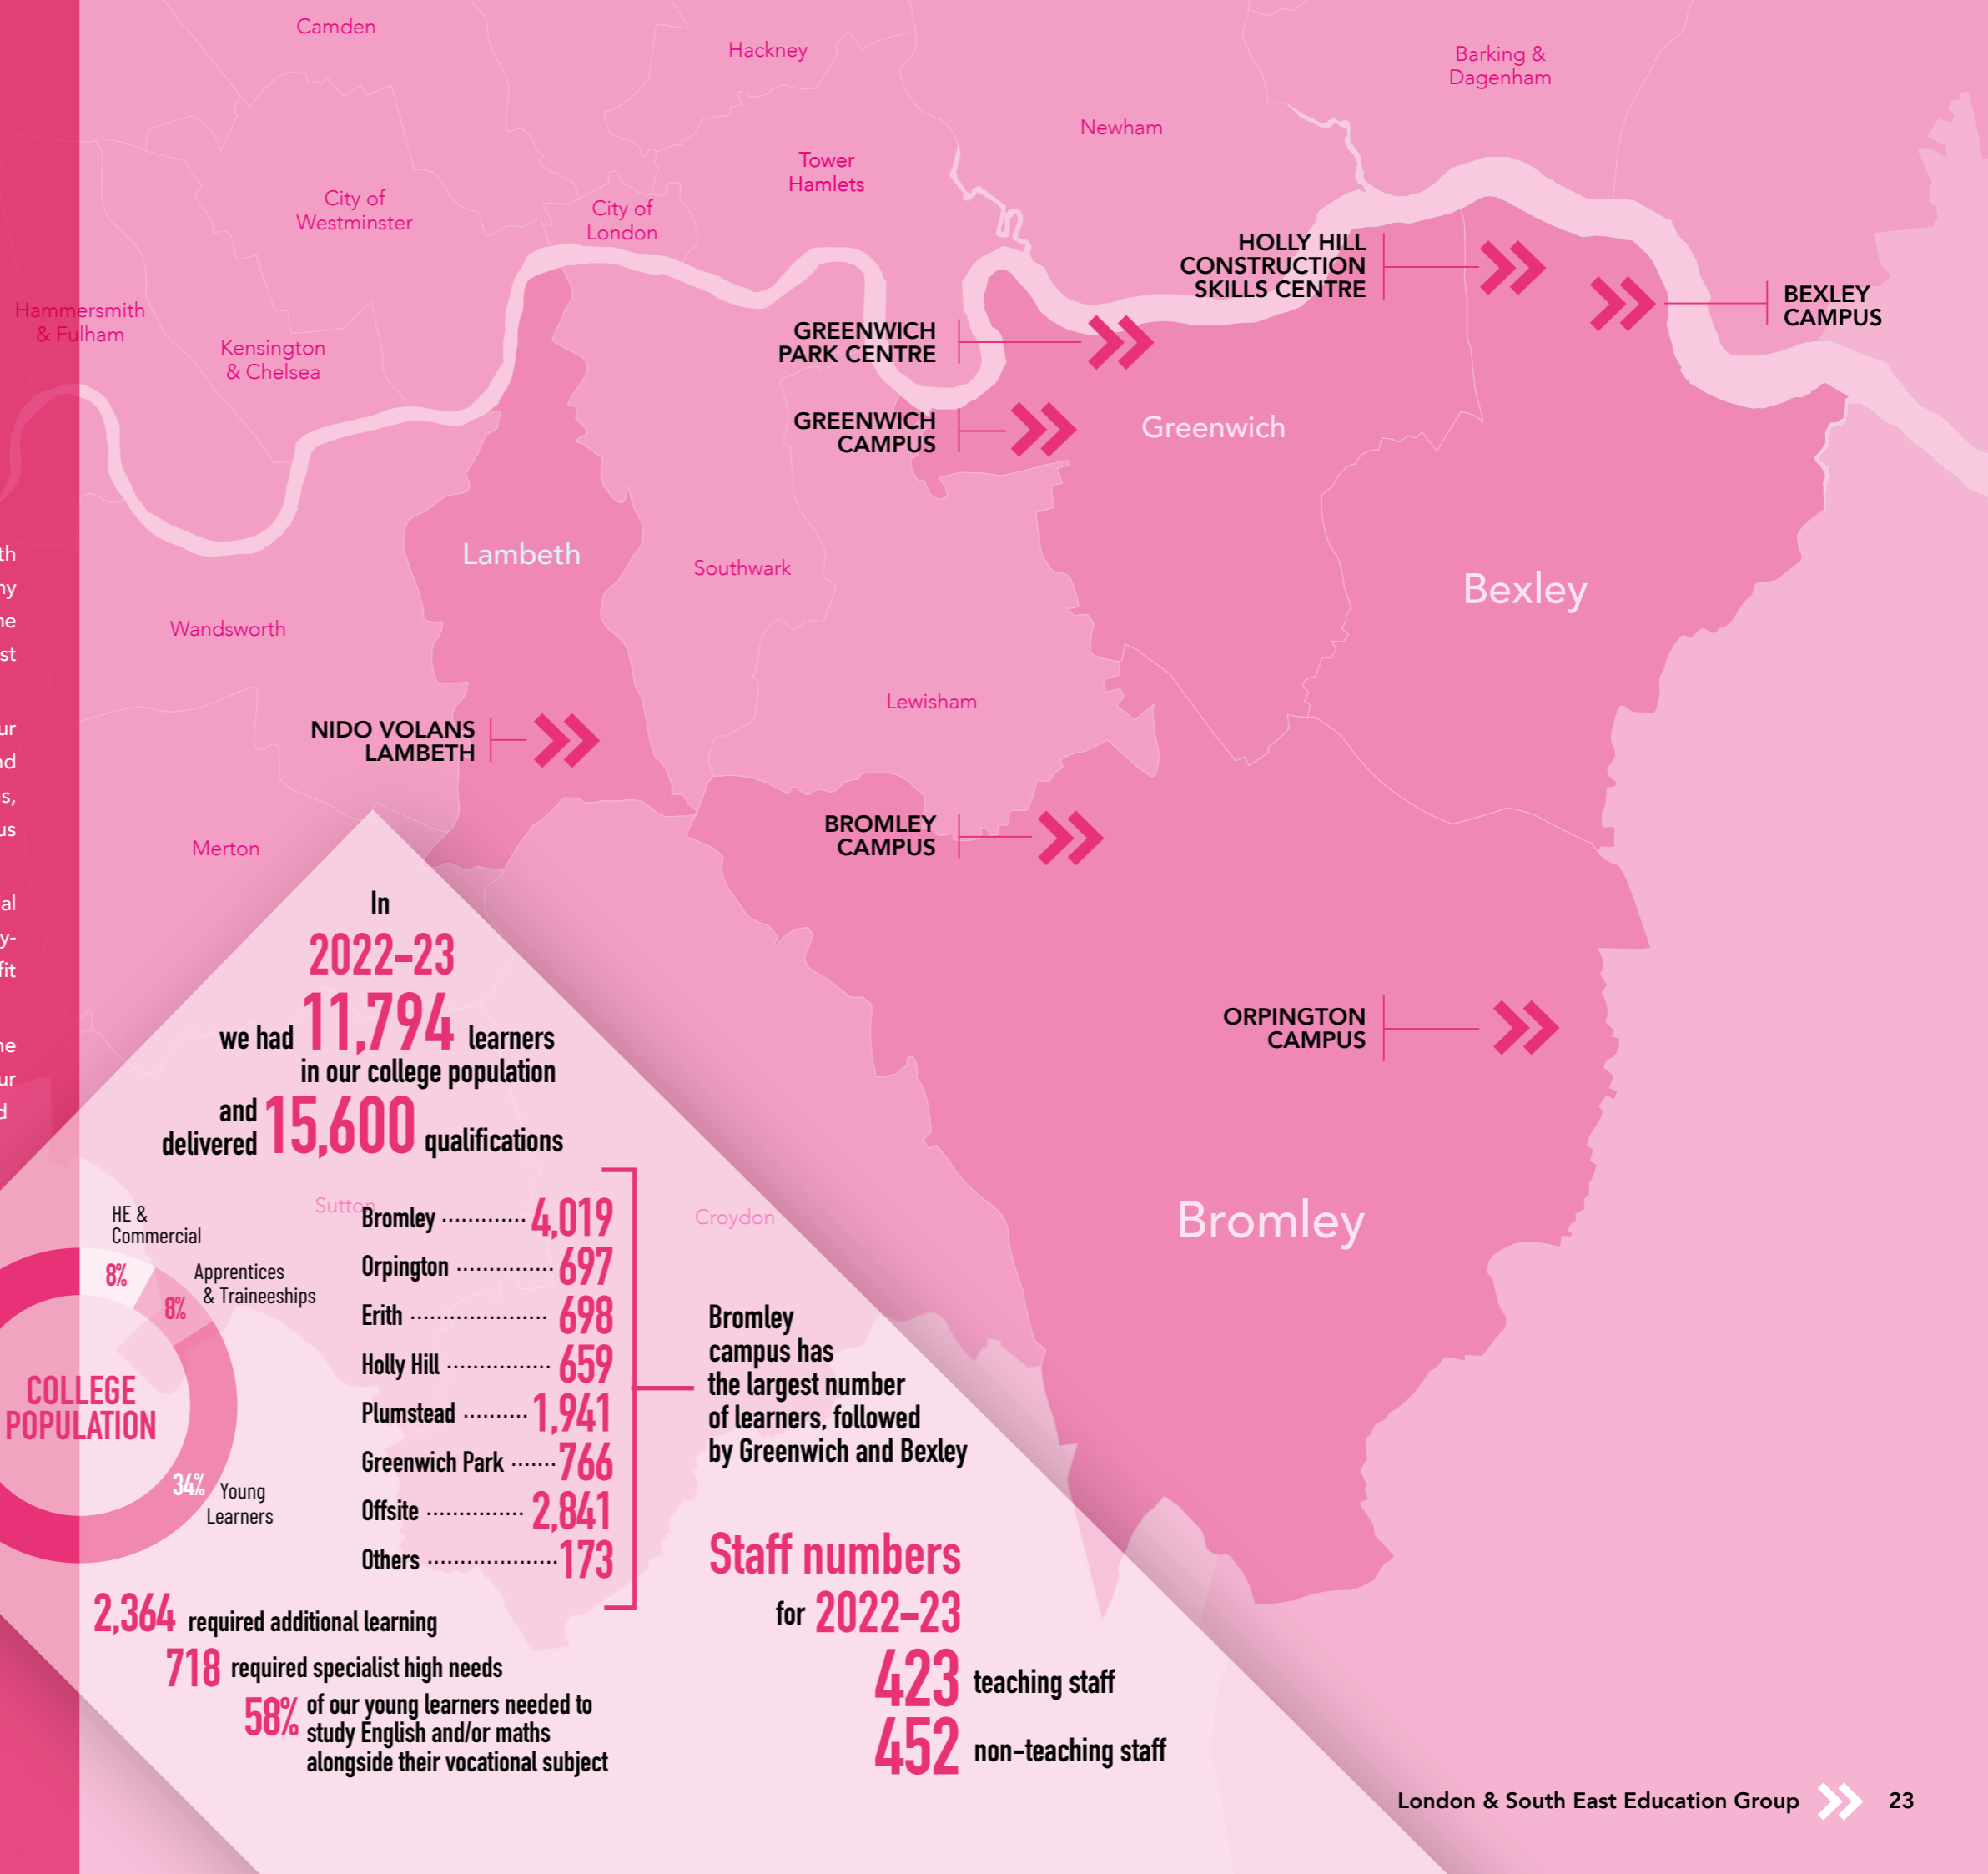 Camden
Hackney
Barking &
Dagenham
Newham
Tower
Hamlets
City of
Westminster
City of
London
HOLLY HILL
CONSTRUCTION
SKILLS CENTRE
BEXLEY
CAMPUS
Hammersmith
& Fulham
Kensington
& Chelsea
GREENWICH
PARK CENTRE
GREENWICH
CAMPUS
Greenwich
Lambeth
Southwark
Bexley
Wandsworth
Lewisham
NIDO VOLANS
LAMBETH
BROMLEY
CAMPUS
Merton
ORPINGTON
CAMPUS
Bromley
Sutton
Croydon
In
2022-23
we had 11,794 learners
in our college population
and
delivered 15,600 qualifications
Bromley ............. 4,019
Orpington ............... 697
Erith ..................... 698
Holly Hill ................ 659
Plumstead .......... 1,941
Greenwich Park ....... 766
Offsite ............... 2,841
Others .................... 173
HE &
Commercial
8%
Apprentices
& Traineeships
8%
COLLEGE
POPULATION
34% Young
Learners
Bromley
campus has
the largest number
of learners, followed
by Greenwich and Bexley
2,364 required additional learning
718 required specialist high needs
58% of our young learners needed to
study English and/or maths
alongside their vocational subject
Staff numbers
for 2022-23
423 teaching staff
452 non-teaching staff
London & South East Education Group 23